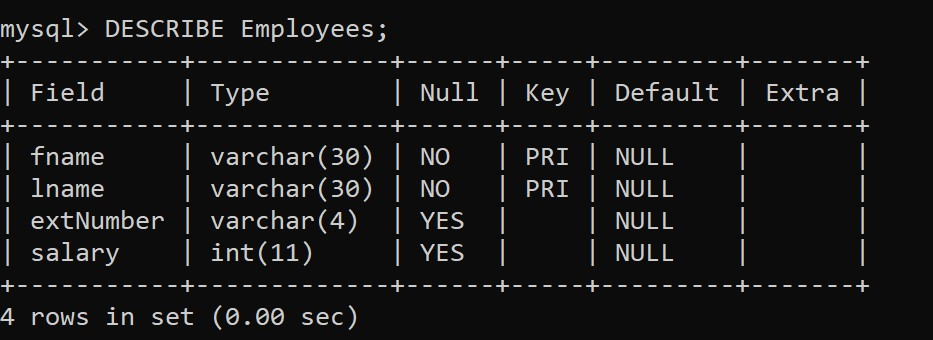 mysql> DESCRIBE Employees;
+-----------+-------------+------+-----+---------+-------+
| Field     | Type        | Null | Key | Default | Extra |
+-----------+-------------+------+-----+---------+-------+
| fname     | varchar(30) | NO   | PRI | NULL    |       |
| lname     | varchar(30) | NO   | PRI | NULL    |       |
| extNumber | varchar(4)  | YES  |     | NULL    |       |
| salary    | int(11)     | YES  |     | NULL    |       |
+-----------+-------------+------+-----+---------+-------+
4 rows in set (0.00 sec)